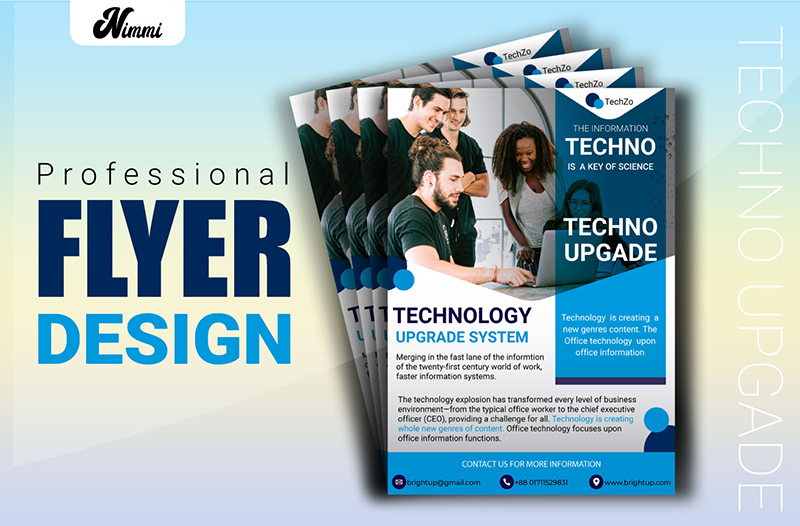 Nimmi
Professional
FLYER
DESIGN
TechZo
TechZo
TechZo
TechZo
THE INFORMATION
TECHNO
IS A KEY OF SCIENCE
TECHNO
UPGADE
TECHNOLOGY
UPGRADE SYSTEM
Merging in the fast lane of the informtion
of the twenty-first century world of work,
faster information systems.
Technology is creating a
new genres content. The
Office technology upon
office information
The technology explosion has transformed every level of business
environment—from the typical office worker to the chief executive
officer (CEO), providing a challenge for all. Technology is creating
whole new genres of content. Office technology focuses upon
office information functions.
CONTACT US FOR MORE INFORMATION
brightup@gmail.com
+88 01711529831
www.brightup.com
TECHNO UPGADE